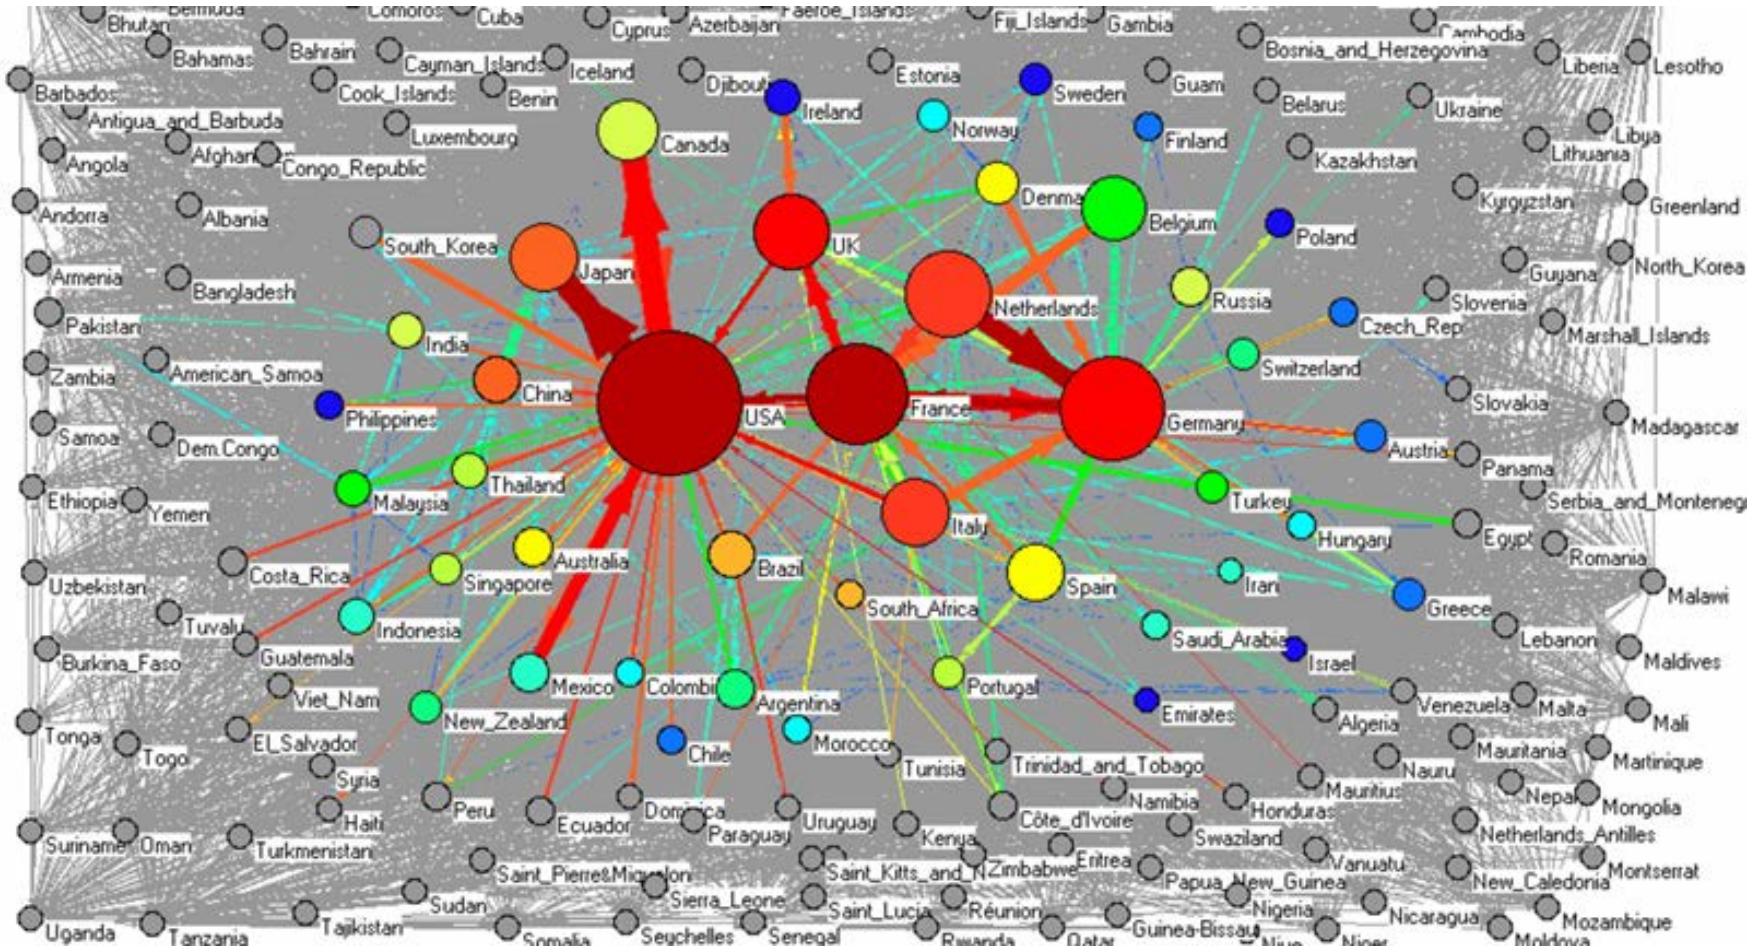 Bermuda
Comoros
Cuba
Faeroe_Islands
Bhutan
Cyprus
Azerbaijan
Fiji_Islands
Gambia
Cambodia
Bahamas
Bahrain
Cayman_Islands
Iceland
Djibouti
Estonia
Guam
Bosnia_and_Herzegovina
Liberia
Lesotho
Barbados
Cook_Islands
Benin
Ireland
Sweden
Belarus
Ukraine
Antigua_and_Barbuda
Luxembourg
Canada
Norway
Finland
Libya
Angola
Congo_Republic
Kazakhstan
Lithuania
Andorra
Albania
Denma
Belgium
Kyrgyzstan
Greenland
South_Korea
Japan
UK
Poland
Armenia
Bangladesh
Netherlands
Russia
Guyana
North_Korea
Pakistan
India
Czech_Rep
Slovenia
Marshall_Islands
Zambia
American_Samoa
China
Switzerland
Philippines
USA
France
Germany
Slovakia
Madagascar
Samoa
Dem.Congo
Austria
Panama
Ethiopia
Yemen
Malaysia
Thailand
Turkey
Serbia_and_Monteneg
Italy
Hungary
Egypt
Romania
Uzbekistan
Costa_Rica
Singapore
Australia
Brazil
Spain
Iran
Greece
Malawi
Tuvalu
Indonesia
South_Africa
Saudi_Arabia
Lebanon
Burkina_Faso
Guatemala
Israel
Maldives
Viet_Nam
Mexico
Colombi
Argentina
Portugal
Emirates
Venezuela
Malta
Mali
Tonga
Togo
El_Salvador
New_Zealand
Chile
Morocco
Tunisia
Trinidad_and_Tobago
Algeria
Mauritania
Martinique
Syria
Nauru
Haiti
Peru
Ecuador
Uruguay
Kenya
Côte_d'Ivoire
Namibia
Honduras
Mauritius
Nepal
Mongolia
Suriname
Oman
Turkmenistan
Paraguay
Swaziland
Netherlands_Antilles
Saint_Pierre&Miquelon
Saint_Kitts_and_N
Zimbabwe
Eritrea
Papua_New_Guinea
Vanuatu
New_Caledonia
Montserrat
Uganda
Tanzania
Tajikistan
Sudan
Somalia
Sierra_Leone
Seychelles
Senegal
Saint_Lucia
Réunion
Rwanda
Qatar
Guinea-Bissau
Nigeria
Niue
Niger
Nicaragua
Moldova
Mozambique